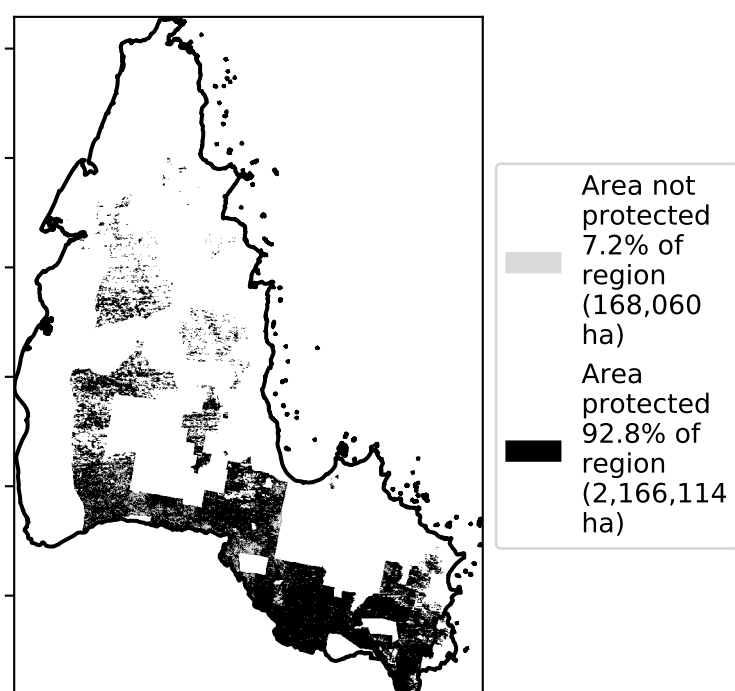 Area not
protected
7.2% of
region
(168,060
ha)
Area
protected
92.8% of
region
(2,166,114
ha)